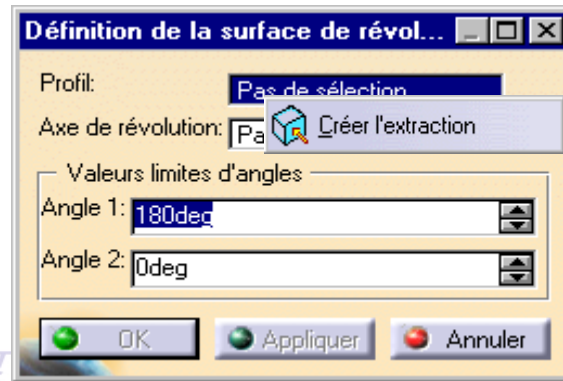 Définition de la surface de révol...
Profil: Pas de sélection
Axe de révolution: Pa
Créer l'extraction
Valeurs limites d'angles
Angle 1: 180deg
Angle 2: 0deg
OK Appliquer Annuler